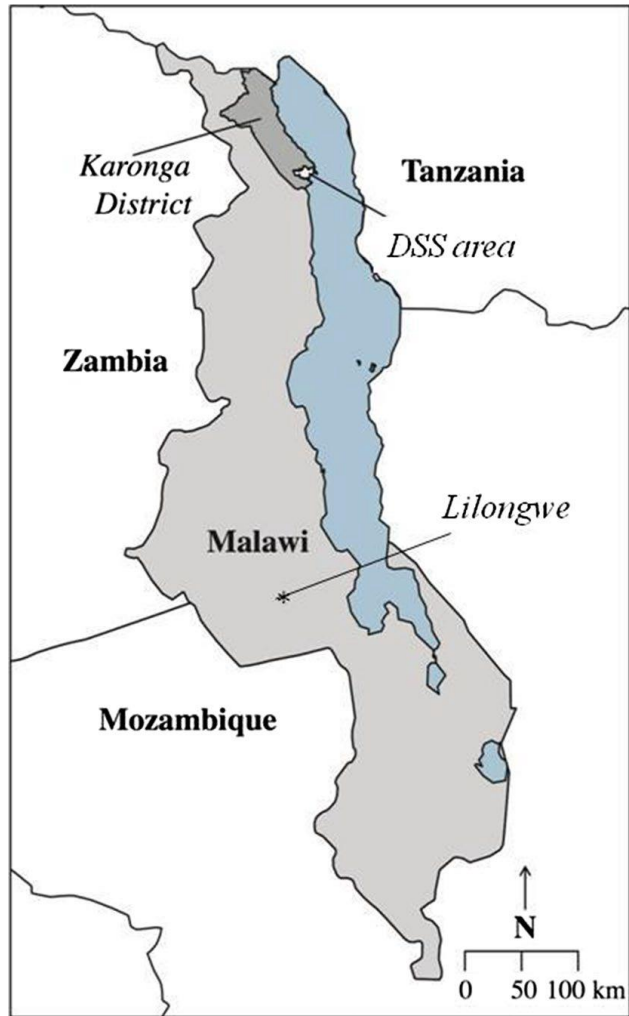 Karonga
District
Tanzania
DSS area
Zambia
Lilongwe
Malawi
Mozambique
N
0 50 100 km